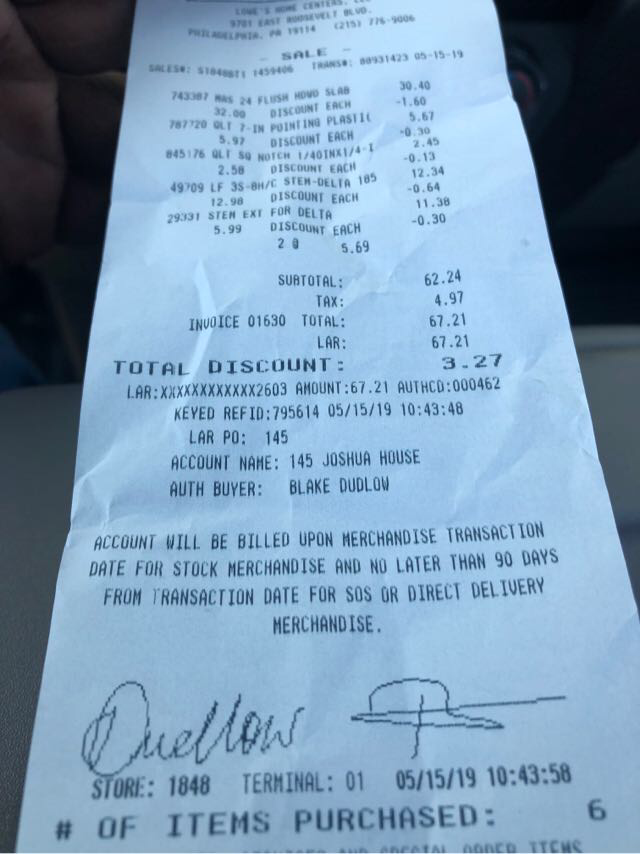 LOWE'S HOME CENTERS, LLC
9701 EAST ROOSEVELT BLVD.
PHILADELPHIA, PA 19114 (215) 776-9006
- SALE -
SALES#: S1848BT1 1459406 TRANS#: 80931423 05-15-19
743387 MAS 24 FLUSH HDWD SLAB 30.40
32.00 DISCOUNT EACH -1.60
787720 QLT 7-IN POINTING PLASTIC 5.67
5.97 DISCOUNT EACH -0.30
845176 QLT SQ NOTCH 1/4OINX1/4-I 2.45
2.58 DISCOUNT EACH -0.13
49709 LF 3S-8H/C STEM-DELTA 185 12.34
12.98 DISCOUNT EACH -0.64
29331 STEM EXT FOR DELTA 11.38
5.99 DISCOUNT EACH -0.30
2 @ 5.69
SUBTOTAL: 62.24
TAX: 4.97
INVOICE 01630 TOTAL: 67.21
LAR: 67.21
TOTAL DISCOUNT: 3.27
LAR:XXXXXXXXXXXX2603 AMOUNT:67.21 AUTHCD:000462
KEYED REFID:795614 05/15/19 10:43:48
LAR PO: 145
ACCOUNT NAME: 145 JOSHUA HOUSE
AUTH BUYER: BLAKE DUDLOW
ACCOUNT WILL BE BILLED UPON MERCHANDISE TRANSACTION
DATE FOR STOCK MERCHANDISE AND NO LATER THAN 90 DAYS
FROM TRANSACTION DATE FOR SOS OR DIRECT DELIVERY
MERCHANDISE.
STORE: 1848 TERMINAL: 01 05/15/19 10:43:58
# OF ITEMS PURCHASED: 6
AND SPECIAL ORDER ITEMS